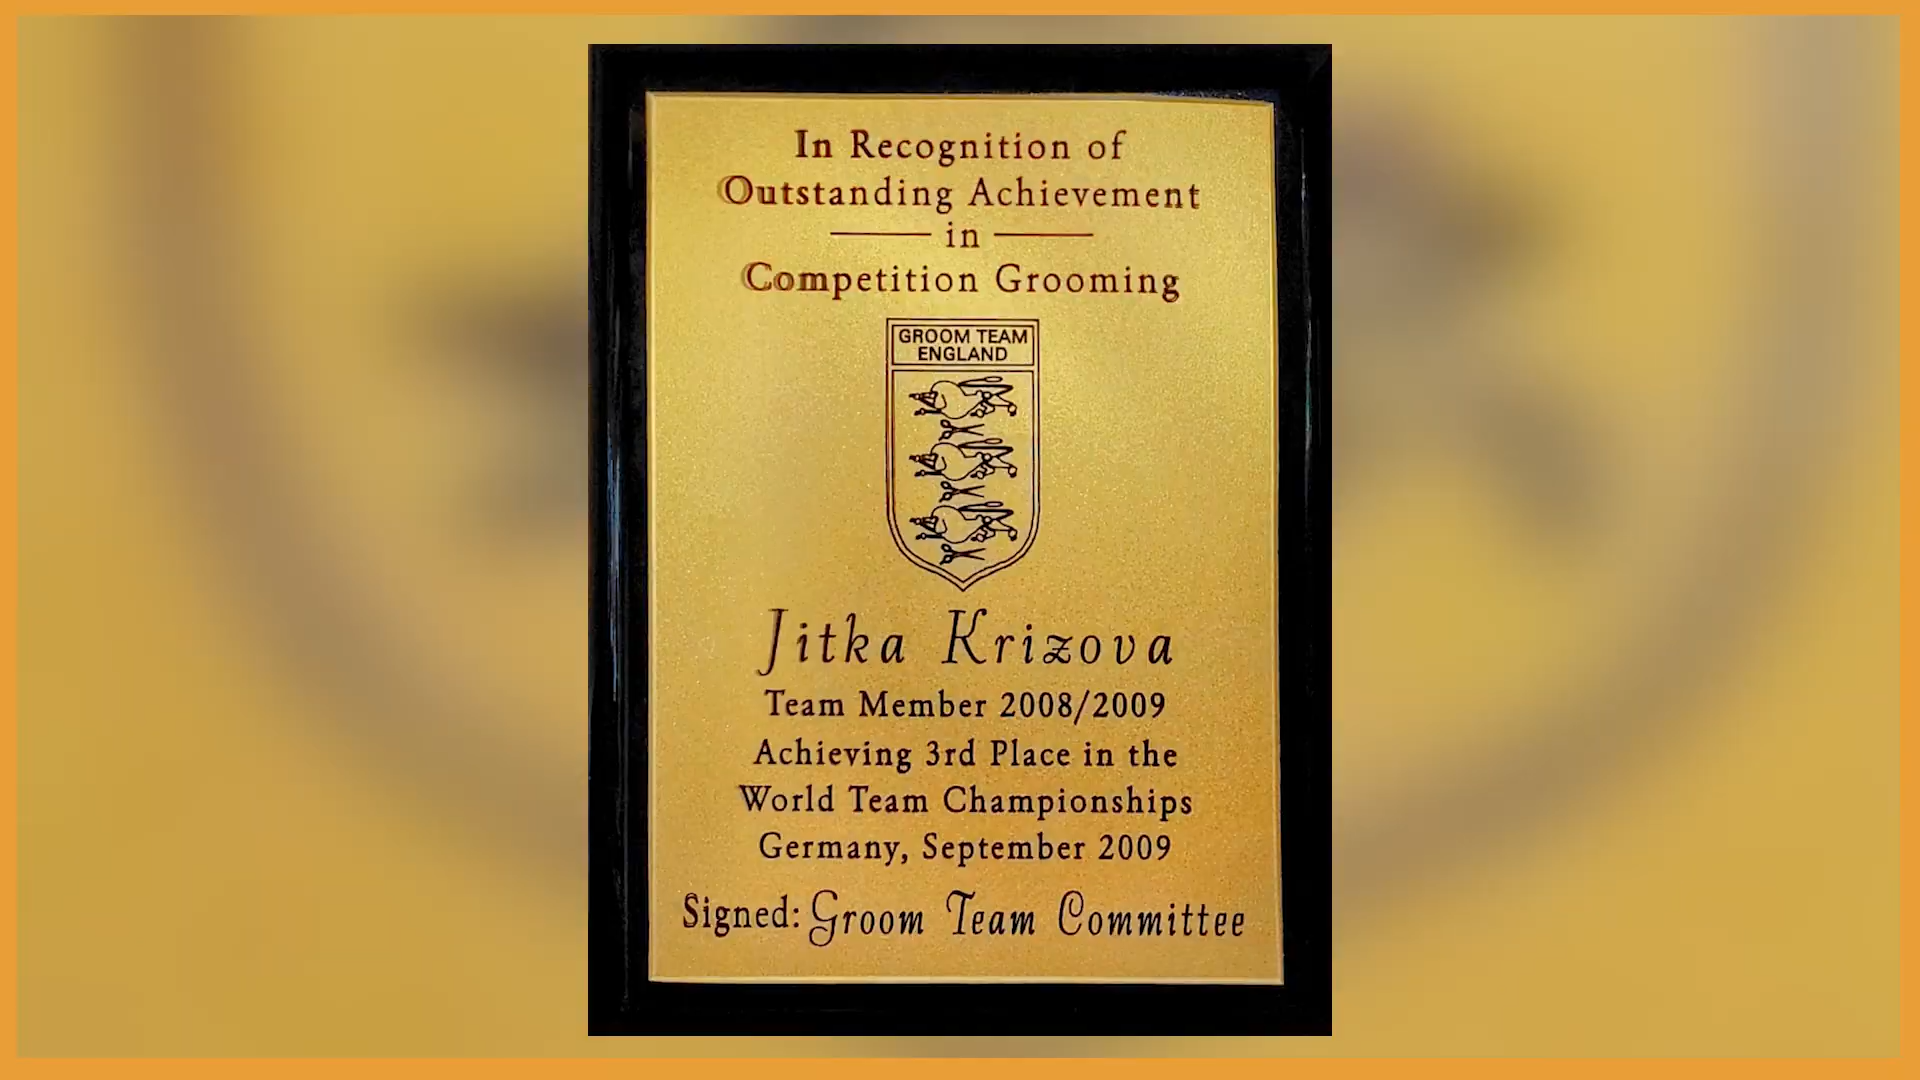 In Recognition of
Outstanding Achievement
in
Competition Grooming
GROOM TEAM
ENGLAND
Jitka Krizova
Team Member 2008/2009
Achieving 3rd Place in the
World Team Championships
Germany, September 2009
Signed: Groom Team Committee